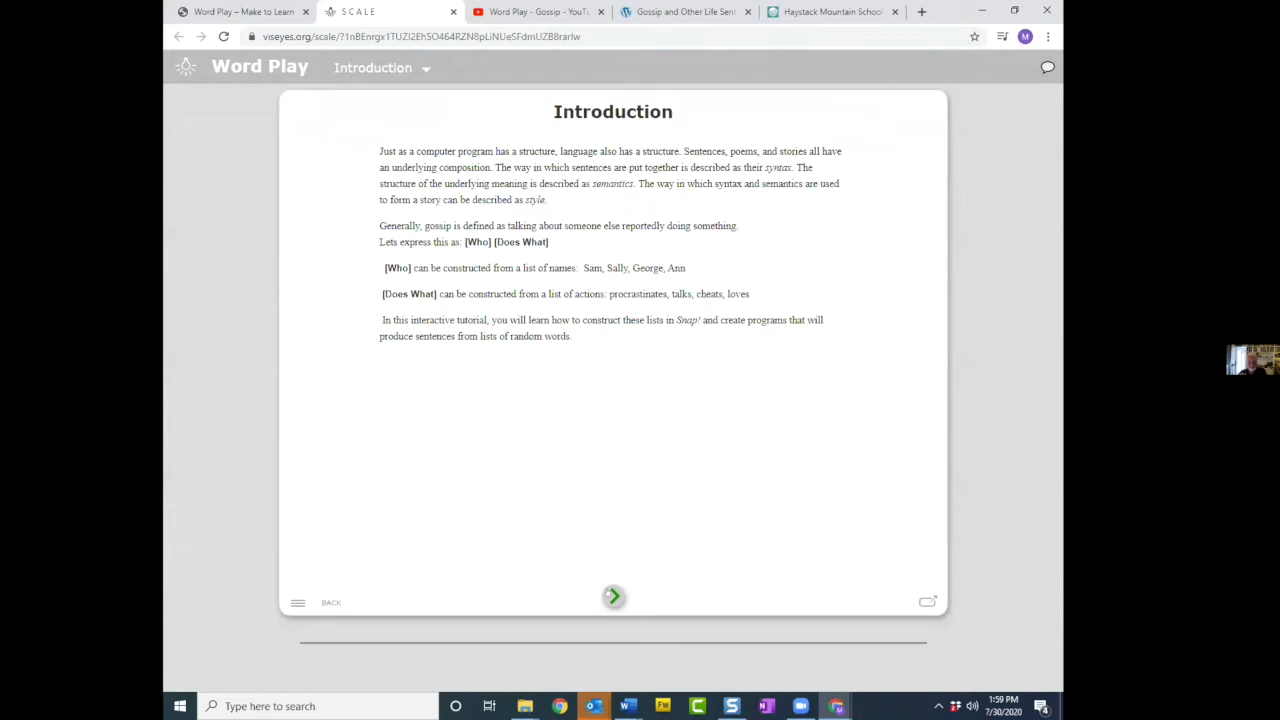 Word Play – Make to Learn
S C A L E
Word Play - Gossip - YouTu
Gossip and Other Life Sent
Haystack Mountain School
viseyes.org/scale/?1nBEnrgx1TUZI2Eh5O464RZN8pLiNUeSFdmUZB8rarIw
M
Word Play
Introduction
Introduction
Just as a computer program has a structure, language also has a structure. Sentences, poems, and stories all have
an underlying composition. The way in which sentences are put together is described as their syntax. The
structure of the underlying meaning is described as semantics. The way in which syntax and semantics are used
to form a story can be described as style.
Generally, gossip is defined as talking about someone else reportedly doing something.
Lets express this as: [Who] [Does What]
[Who] can be constructed from a list of names: Sam, Sally, George, Ann
[Does What] can be constructed from a list of actions: procrastinates, talks, cheats, loves
In this interactive tutorial, you will learn how to construct these lists in Snap! and create programs that will
produce sentences from lists of random words.
BACK
Type here to search
Fw
1:59 PM
7/30/2020
4